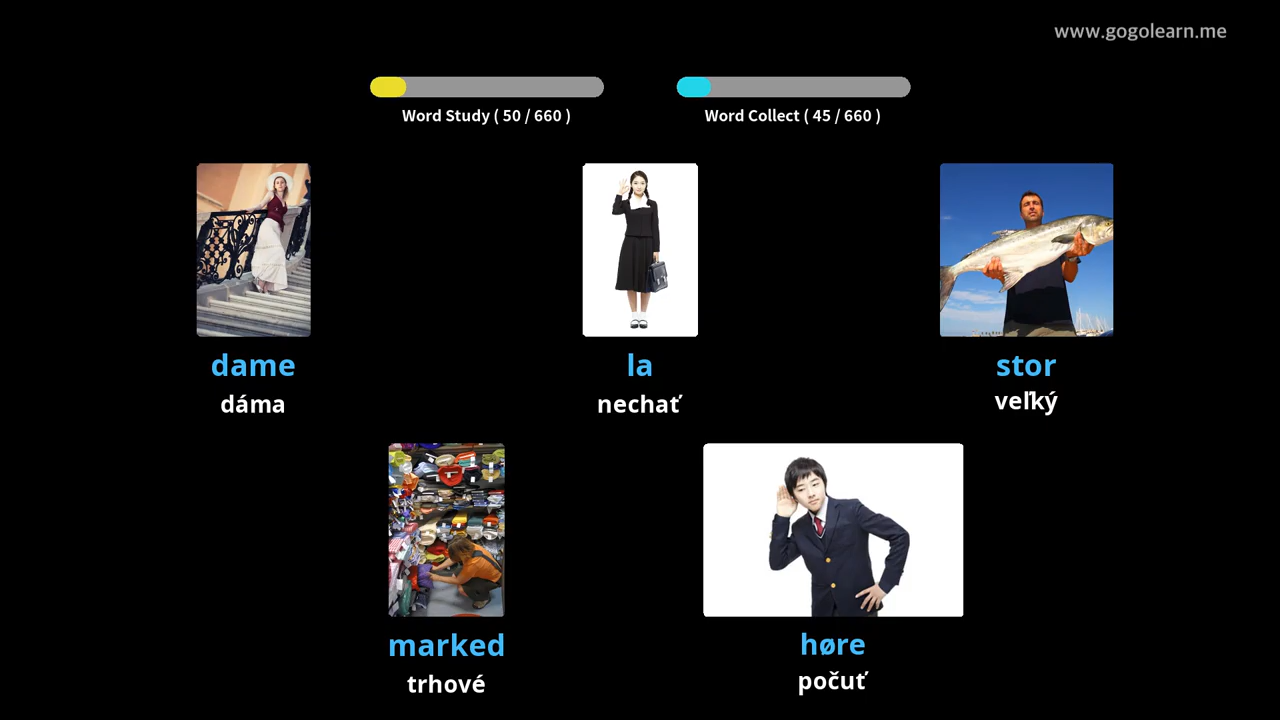 www.gogolearn.me
Word Study ( 50 / 660 )
Word Collect ( 45 / 660 )
dame
dáma
la
nechať
stor
veľký
marked
trhové
høre
počuť